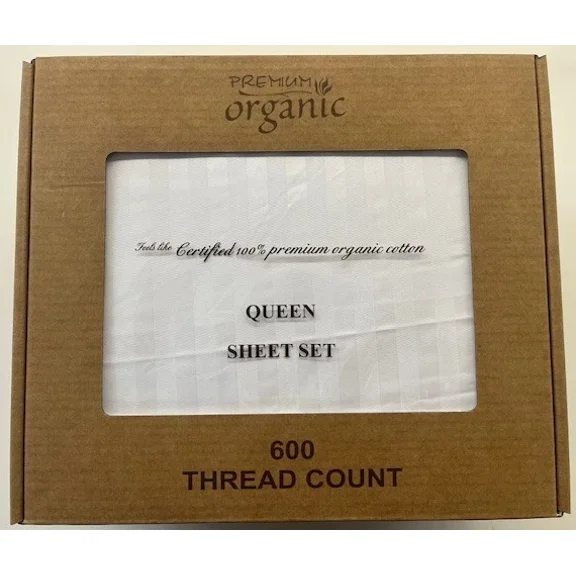 PREMIUM
organic
Feels like Certified 100% premium organic cotton
QUEEN
SHEET SET
600
THREAD COUNT